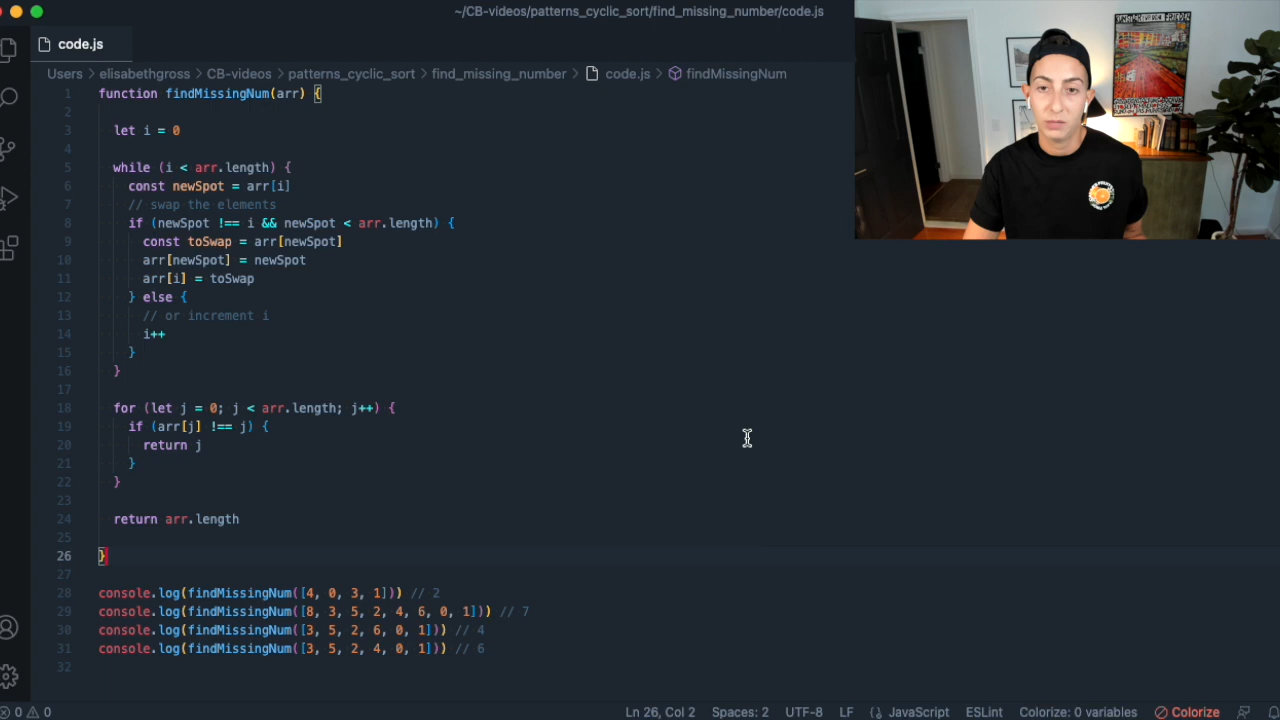 ~/CB-videos/patterns_cyclic_sort/find_missing_number/code.js
code.js
Users > elisabethgross > CB-videos > patterns_cyclic_sort > find_missing_number > code.js > findMissingNum
1 function findMissingNum(arr) {
2
3 let i = 0
4
5 while (i < arr.length) {
6 const newSpot = arr[i]
7 // swap the elements
8 if (newSpot !== i && newSpot < arr.length) {
9 const toSwap = arr[newSpot]
10 arr[newSpot] = newSpot
11 arr[i] = toSwap
12 } else {
13 // or increment i
14 i++
15 }
16 }
17
18 for (let j = 0; j < arr.length; j++) {
19 if (arr[j] !== j) {
20 return j
21 }
22 }
23
24 return arr.length
25
26 }
27
28 console.log(findMissingNum([4, 0, 3, 1])) // 2
29 console.log(findMissingNum([8, 3, 5, 2, 4, 6, 0, 1])) // 7
30 console.log(findMissingNum([3, 5, 2, 6, 0, 1])) // 4
31 console.log(findMissingNum([3, 5, 2, 4, 0, 1])) // 6
32
0 0 Ln 26, Col 2 Spaces: 2 UTF-8 LF {} JavaScript ESLint Colorize: 0 variables Colorize